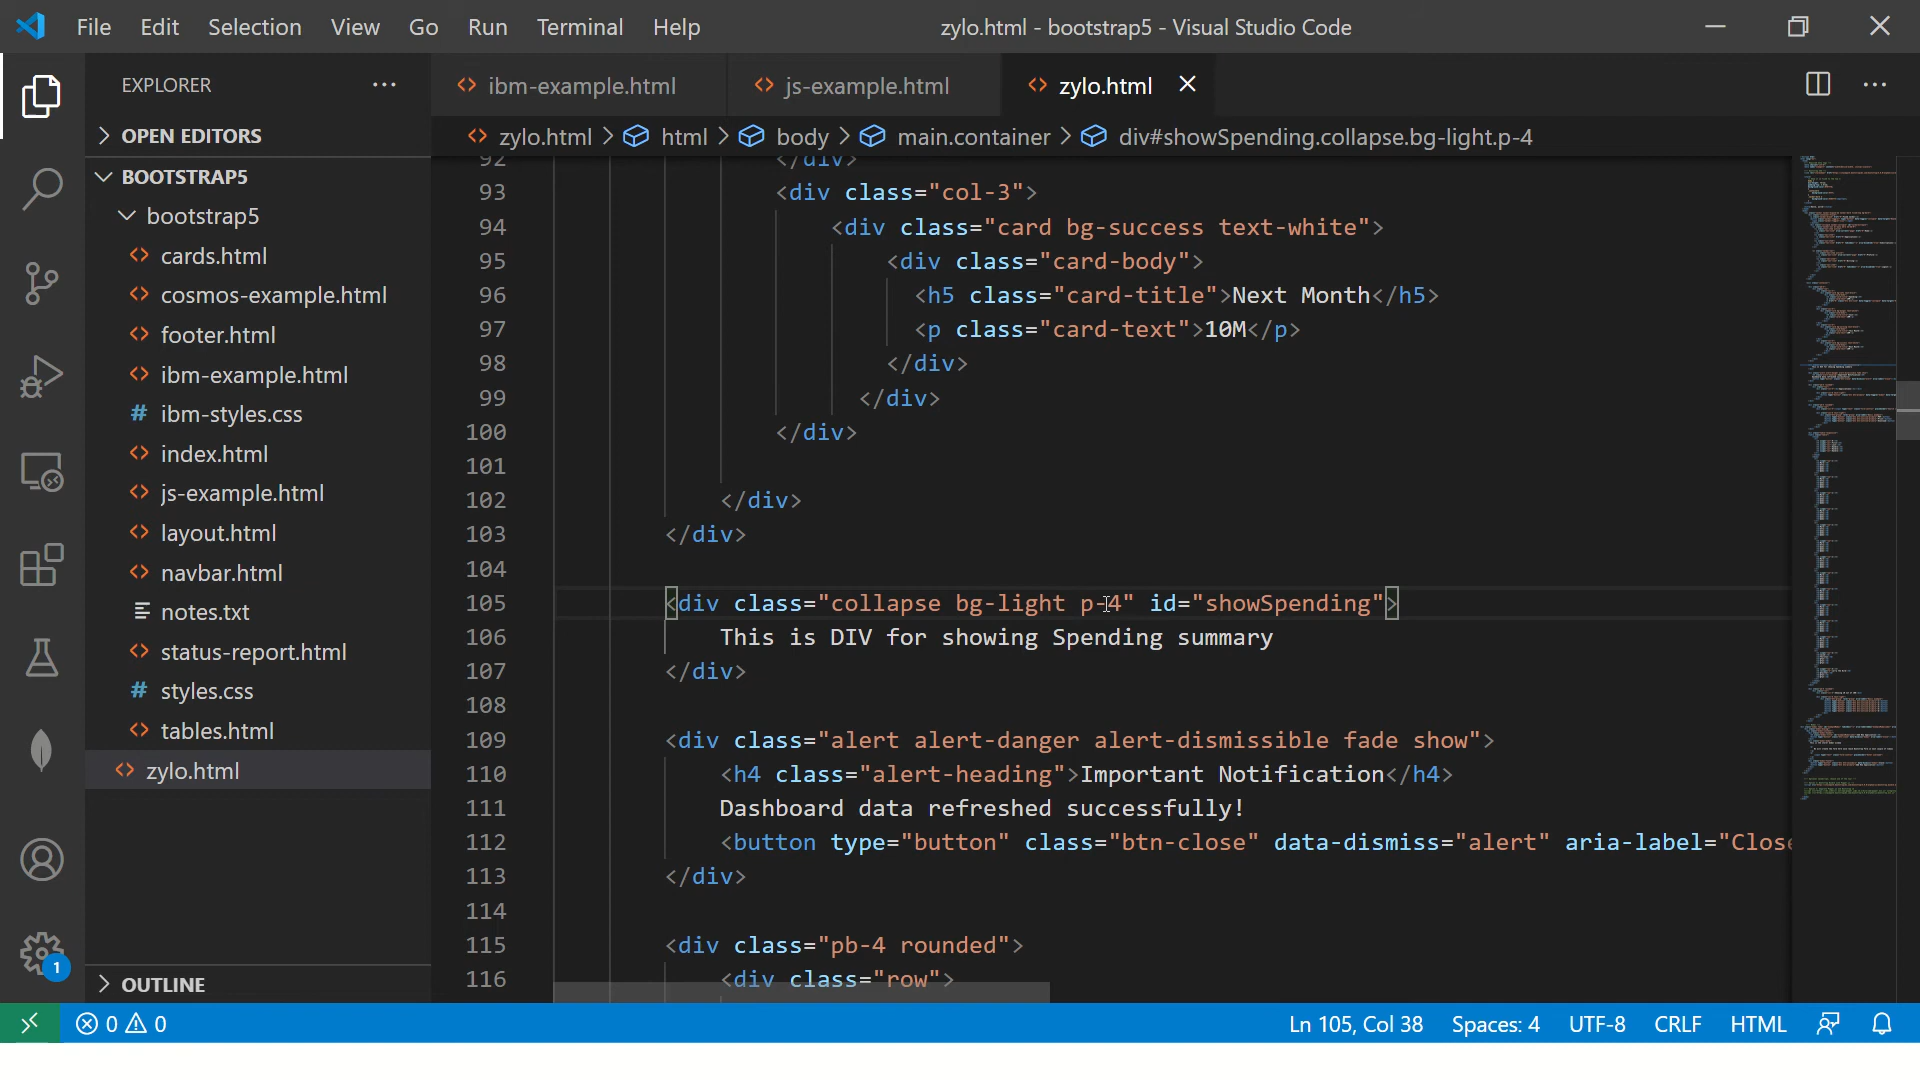 File Edit Selection View Go Run Terminal Help zylo.html - bootstrap5 - Visual Studio Code
EXPLORER ...
ibm-example.html js-example.html zylo.html
OPEN EDITORS
zylo.html > html > body > main.container > div#showSpending.collapse.bg-light.p-4
BOOTSTRAP5
bootstrap5
cards.html
cosmos-example.html
footer.html
ibm-example.html
# ibm-styles.css
index.html
js-example.html
layout.html
navbar.html
notes.txt
status-report.html
# styles.css
tables.html
zylo.html
OUTLINE
92 </div>
93 <div class="col-3">
94 <div class="card bg-success text-white">
95 <div class="card-body">
96 <h5 class="card-title">Next Month</h5>
97 <p class="card-text">10M</p>
98 </div>
99 </div>
100 </div>
101
102 </div>
103 </div>
104
105 <div class="collapse bg-light p-4" id="showSpending">
106 This is DIV for showing Spending summary
107 </div>
108
109 <div class="alert alert-danger alert-dismissible fade show">
110 <h4 class="alert-heading">Important Notification</h4>
111 Dashboard data refreshed successfully!
112 <button type="button" class="btn-close" data-dismiss="alert" aria-label="Close
113 </div>
114
115 <div class="pb-4 rounded">
116 <div class="row">
1
0 0 Ln 105, Col 38 Spaces: 4 UTF-8 CRLF HTML